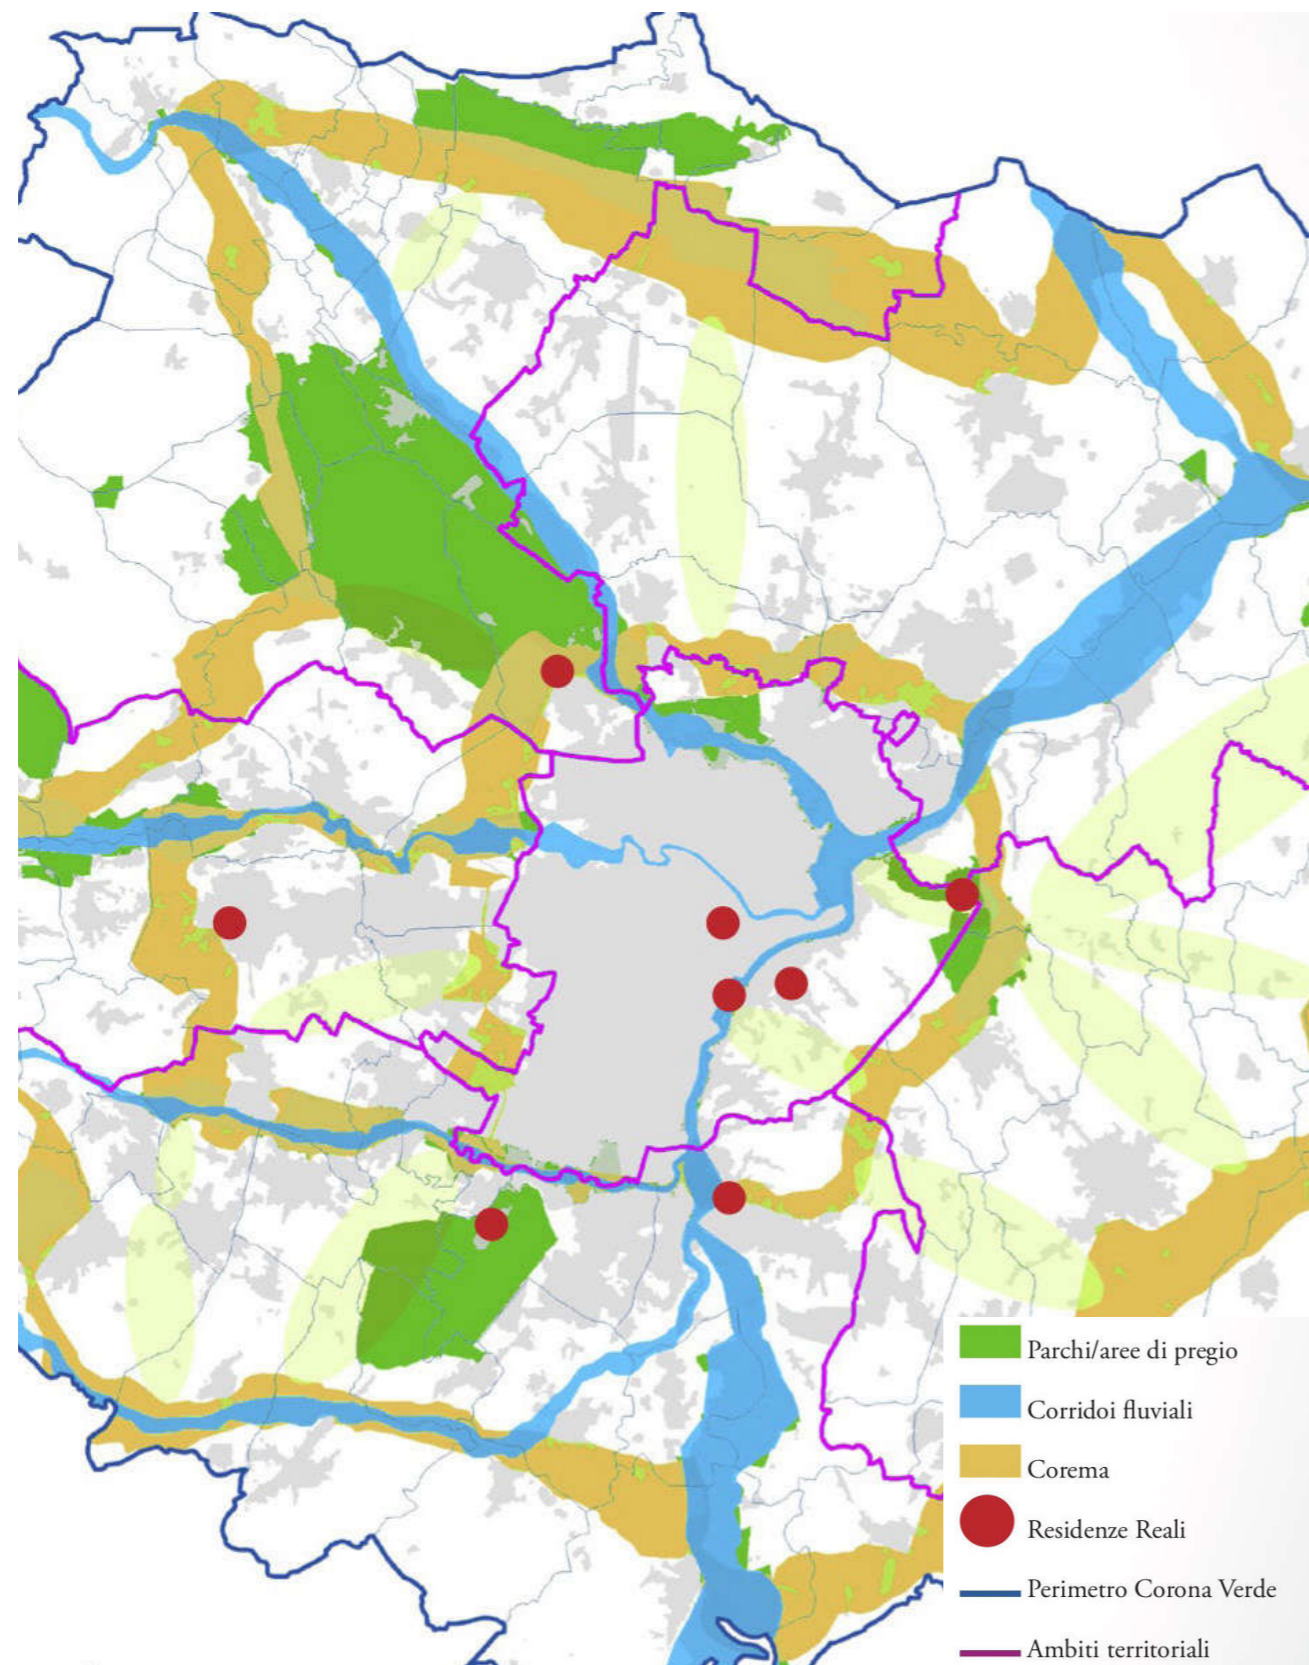 Parchi/aree di pregio
Corridoi fluviali
Corema
Residenze Reali
Perimetro Corona Verde
Ambiti territoriali